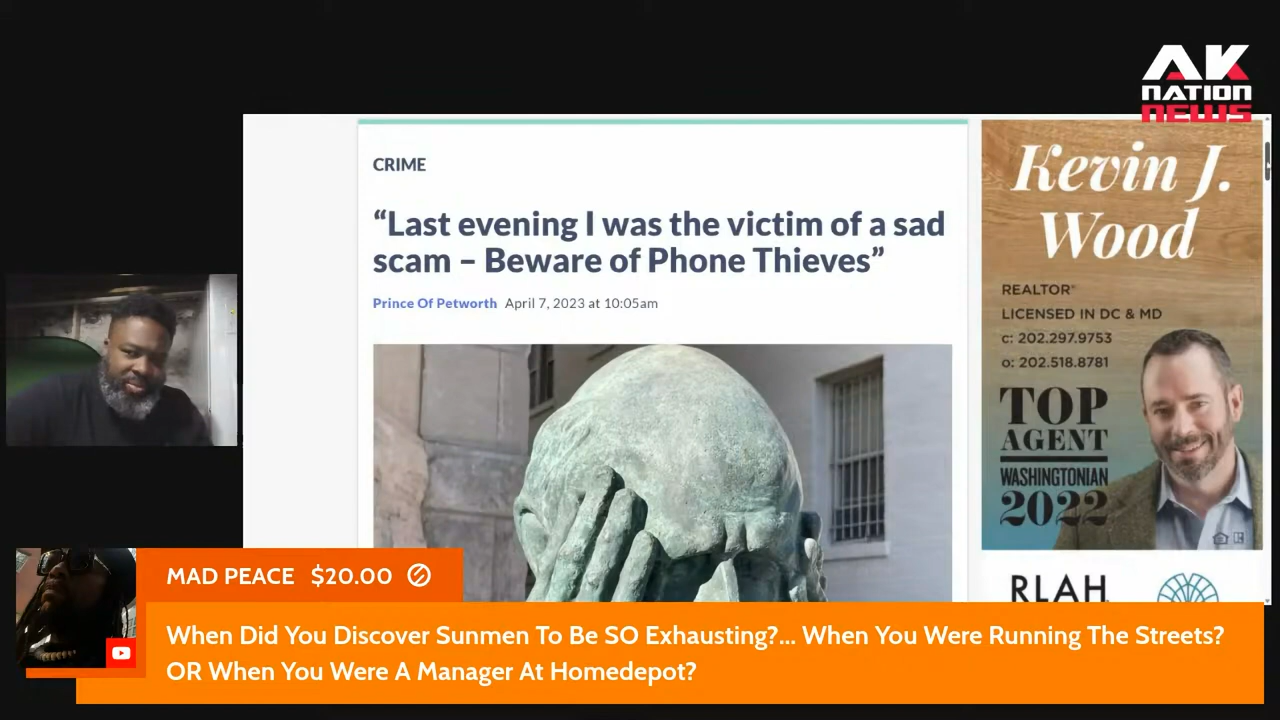 AK
NATION
NEWS
CRIME
“Last evening I was the victim of a sad
scam – Beware of Phone Thieves”
Prince Of Petworth April 7, 2023 at 10:05am
Kevin J.
Wood
REALTOR®
LICENSED IN DC & MD
c: 202.297.9753
o: 202.518.8781
TOP
AGENT
WASHINGTONIAN
2022
RLAH
MAD PEACE $20.00
When Did You Discover Sunmen To Be SO Exhausting?... When You Were Running The Streets?
OR When You Were A Manager At Homedepot?